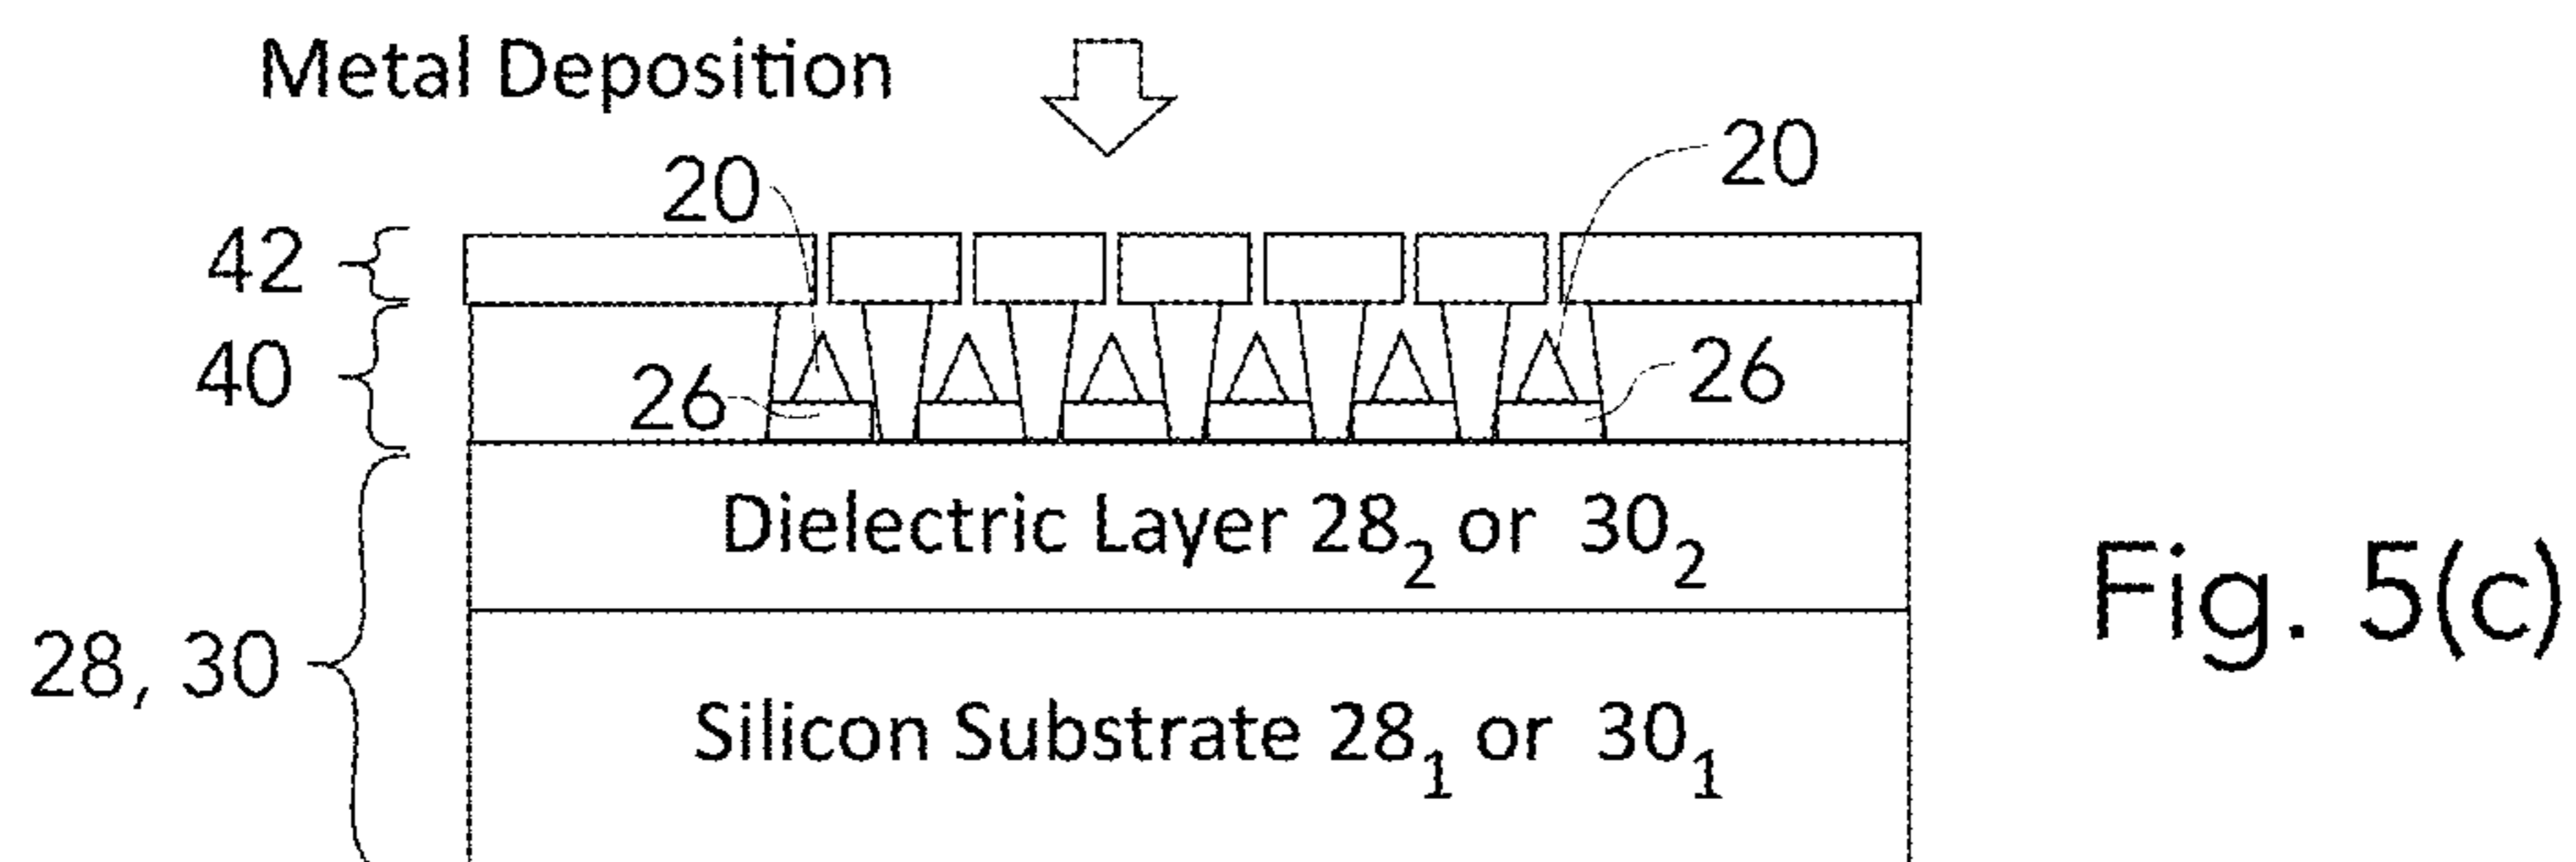 Metal Deposition
20
20
42
40
26
26
Dielectric Layer 28₂ or 30₂
28, 30
Silicon Substrate 28₁ or 30₁
Fig. 5(c)